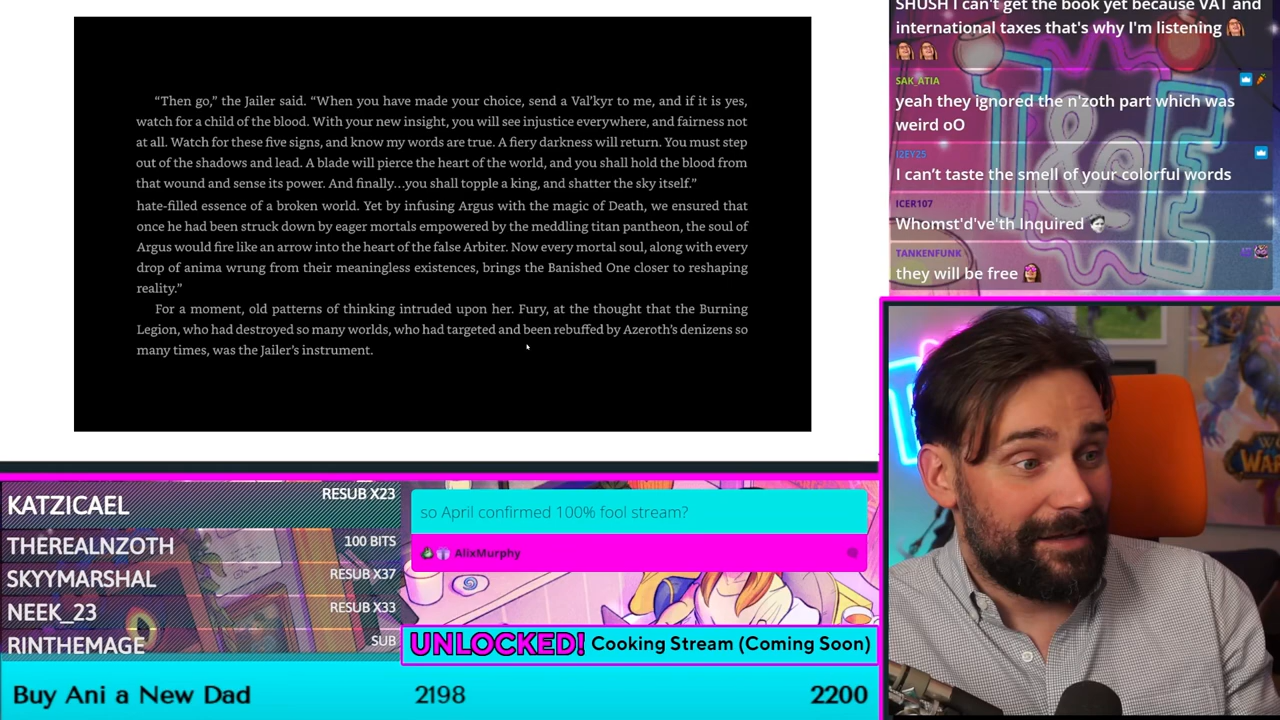 “Then go,” the Jailer said. “When you have made your choice, send a Val’kyr to me, and if it is yes,
watch for a child of the blood. With your new insight, you will see injustice everywhere, and fairness not
at all. Watch for these five signs, and know my words are true. A fiery darkness will return. You must step
out of the shadows and lead. A blade will pierce the heart of the world, and you shall hold the blood from
that wound and sense its power. And finally…you shall topple a king, and shatter the sky itself.”
hate-filled essence of a broken world. Yet by infusing Argus with the magic of Death, we ensured that
once he had been struck down by eager mortals empowered by the meddling titan pantheon, the soul of
Argus would fire like an arrow into the heart of the false Arbiter. Now every mortal soul, along with every
drop of anima wrung from their meaningless existences, brings the Banished One closer to reshaping
reality.”
For a moment, old patterns of thinking intruded upon her. Fury, at the thought that the Burning
Legion, who had destroyed so many worlds, who had targeted and been rebuffed by Azeroth’s denizens so
many times, was the Jailer’s instrument.
SHUSH I can't get the book yet because VAT and
international taxes that's why I'm listening
SAK_ATIA
yeah they ignored the n'zoth part which was
weird oO
I2EY25
I can’t taste the smell of your colorful words
ICER107
Whomst'd've'th Inquired
TANKENFUNK
they will be free
T&E
KATZICAEL RESUB X23
THEREALNZOTH 100 BITS
SKYYMARSHAL RESUB X37
NEEK_23 RESUB X33
RINTHEMAGE SUB
so April confirmed 100% fool stream?
AlixMurphy
UNLOCKED! Cooking Stream (Coming Soon)
Buy Ani a New Dad 2198 2200